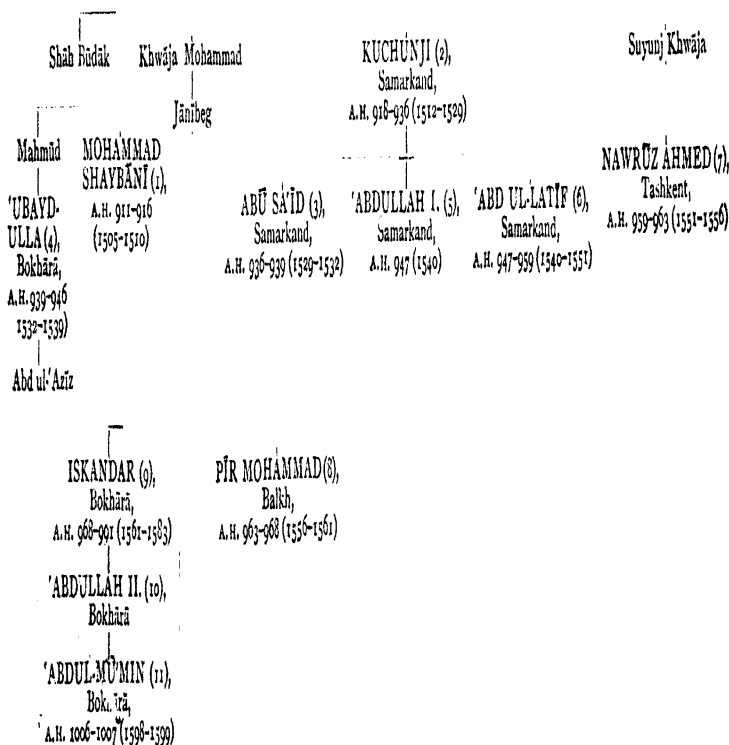 Shāh Būdāk
Khwāja Mohammad
Jānībeg
KUCHŪNJI (2),
Samarkand,
A.H. 918-936 (1512-1529)
Suyunj Khwāja
Mahmūd
'UBAYD-
ULLA (4),
Bokhārā,
A.H. 939-946
1532-1539)
Abd ul-'Azīz
MOHAMMAD
SHAYBĀNĪ (1),
A.H. 911-916
(1505-1510)
ABŪ SA'ĪD (3),
Samarkand,
A.H. 936-939 (1529-1532)
'ABDULLAH I. (5),
Samarkand,
A.H. 947 (1540)
'ABD UL-LATĪF (6),
Samarkand,
A.H. 947-959 (1540-1551)
NAWRŪZ AHMED (7),
Tashkent,
A.H. 959-963 (1551-1556)
ISKANDAR (9),
Bokhārā,
A.H. 968-991 (1561-1583)
PĪR MOHAMMAD (8),
Balkh,
A.H. 963-968 (1556-1561)
'ABDULLAH II. (10),
Bokhārā
'ABDUL-MŪ'MIN (11),
A.H. 1006-1007 (1598-1599)